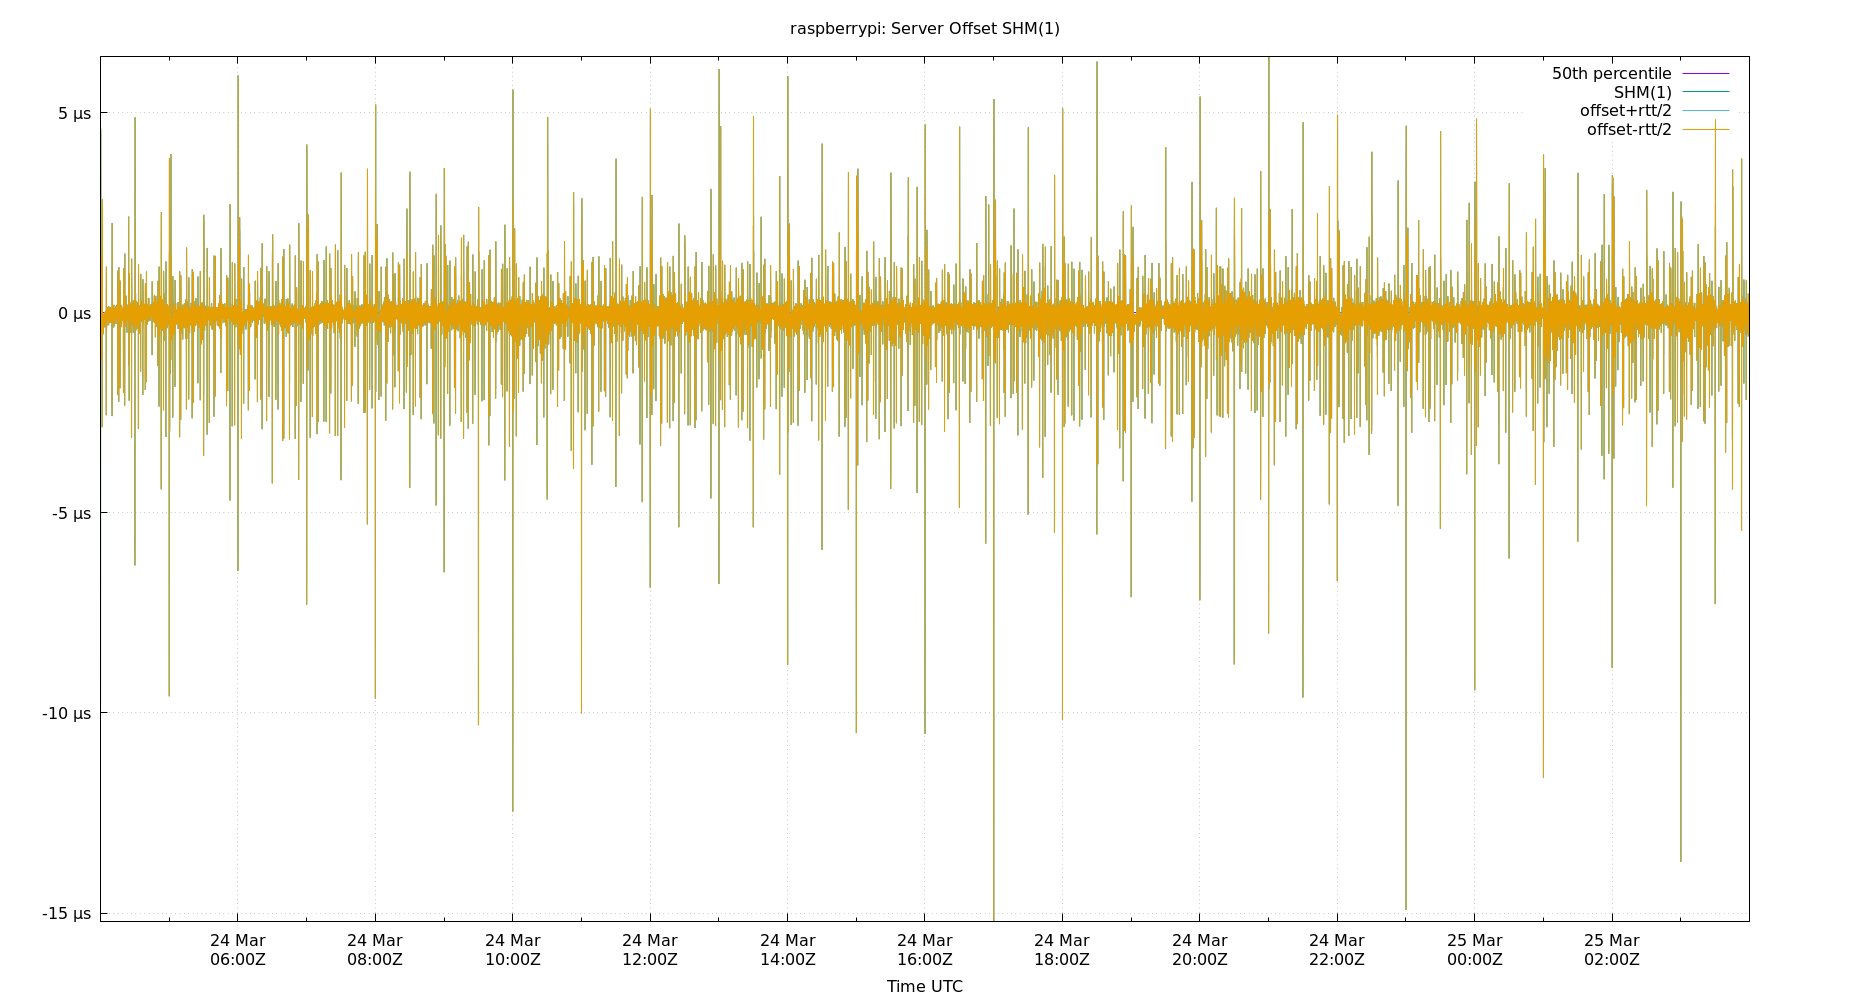 raspberrypi: Server Offset SHM(1)
50th percentile
SHM(1)
offset+rtt/2
offset-rtt/2
5 µs
0 µs
-5 µs
-10 µs
-15 µs
24 Mar 24 Mar 24 Mar 24 Mar 24 Mar 24 Mar 24 Mar 24 Mar 24 Mar 25 Mar 25 Mar
06:00Z 08:00Z 10:00Z 12:00Z 14:00Z 16:00Z 18:00Z 20:00Z 22:00Z 00:00Z 02:00Z
Time UTC